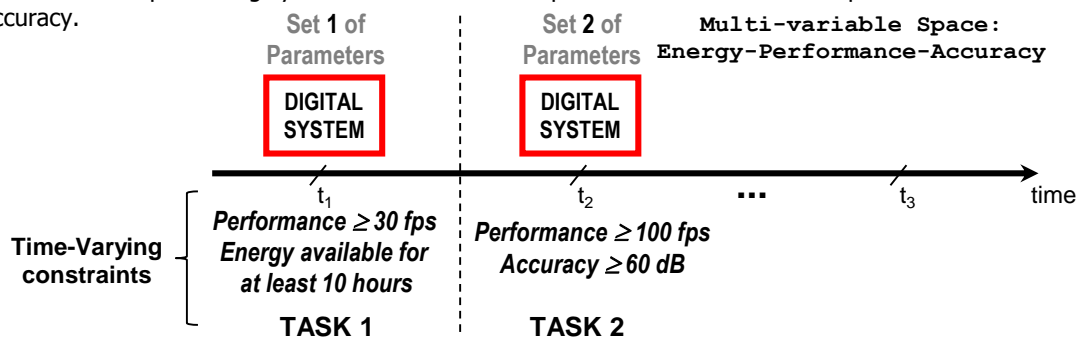 accuracy.
Set 1 of
Parameters
Set 2 of
Parameters
Multi-variable Space:
Energy-Performance-Accuracy
DIGITAL
SYSTEM
DIGITAL
SYSTEM
t1
t2
...
t3
time
Time-Varying
constraints
Performance ≥ 30 fps
Energy available for
at least 10 hours
Performance ≥ 100 fps
Accuracy ≥ 60 dB
TASK 1
TASK 2